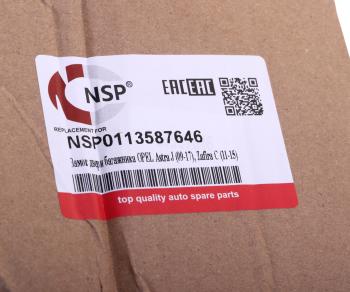 NSP®
EAC EAC
REPLACEMENT FOR
NSP0113587646
Замок двери багажника OPEL Astra J (09-17), Zafira C (11-15)
top quality auto spare parts